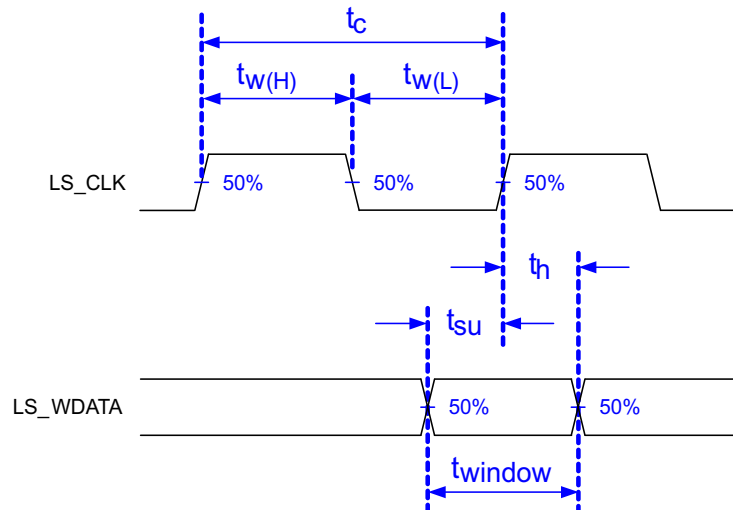 tc
tw(H) tw(L)
LS_CLK 50% 50% 50%
th
tsu
LS_WDATA 50% 50%
twindow